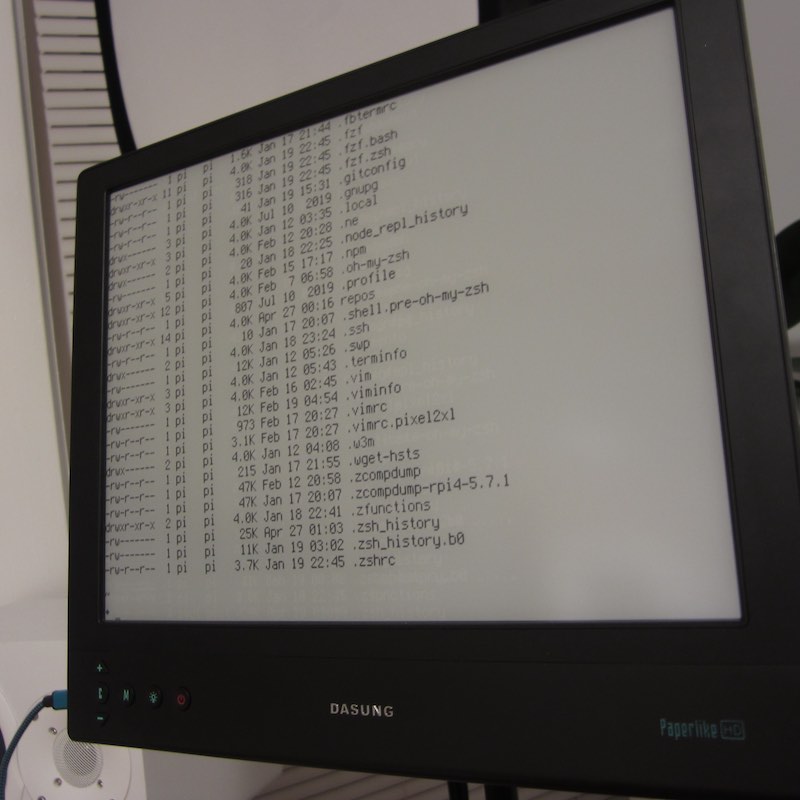 -rw------- 1 pi pi 1.6K Jan 17 21:44 .fbtermrc
drwxr-xr-x 11 pi pi 4.0K Jan 19 22:45 .fzf
-rw-r--r-- 1 pi pi 318 Jan 19 22:45 .fzf.bash
-rw-r--r-- 1 pi pi 316 Jan 19 22:45 .fzf.zsh
-rw-r--r-- 1 pi pi 41 Jan 19 15:31 .gitconfig
drwx------ 3 pi pi 4.0K Jul 10 2019 .gnupg
drwxr-xr-x 3 pi pi 4.0K Jan 12 03:35 .local
drwx------ 2 pi pi 4.0K Feb 12 20:28 .ne
-rw------- 1 pi pi 20 Jan 18 22:25 .node_repl_history
drwxr-xr-x 5 pi pi 4.0K Feb 15 17:17 .npm
drwxr-xr-x 12 pi pi 4.0K Feb 7 06:58 .oh-my-zsh
-rw-r--r-- 1 pi pi 807 Jul 10 2019 .profile
drwxr-xr-x 14 pi pi 4.0K Apr 27 00:16 repos
-rw-r--r-- 1 pi pi 10 Jan 17 20:07 .shell.pre-oh-my-zsh
drwx------ 2 pi pi 4.0K Jan 18 23:24 .ssh
-rw------- 1 pi pi 12K Jan 12 05:26 .swp
drwxr-xr-x 3 pi pi 4.0K Jan 12 05:43 .terminfo
drwxr-xr-x 3 pi pi 4.0K Feb 16 02:45 .vim
-rw------- 1 pi pi 12K Feb 19 04:54 .viminfo
-rw-r--r-- 1 pi pi 973 Feb 17 20:27 .vimrc
-rw-r--r-- 1 pi pi 3.1K Feb 17 20:27 .vimrc.pixel2xl
drwx------ 2 pi pi 4.0K Jan 12 04:08 .w3m
-rw-r--r-- 1 pi pi 215 Jan 17 21:55 .wget-hsts
-rw-r--r-- 1 pi pi 47K Feb 12 20:58 .zcompdump
-rw-r--r-- 1 pi pi 47K Jan 17 20:07 .zcompdump-rpi4-5.7.1
drwxr-xr-x 2 pi pi 4.0K Jan 18 22:41 .zfunctions
-rw------- 1 pi pi 25K Apr 27 01:03 .zsh_history
-rw------- 1 pi pi 11K Jan 19 03:02 .zsh_history.b0
-rw-r--r-- 1 pi pi 3.7K Jan 19 22:45 .zshrc
+
C M
-
DASUNG
Paperlike HD